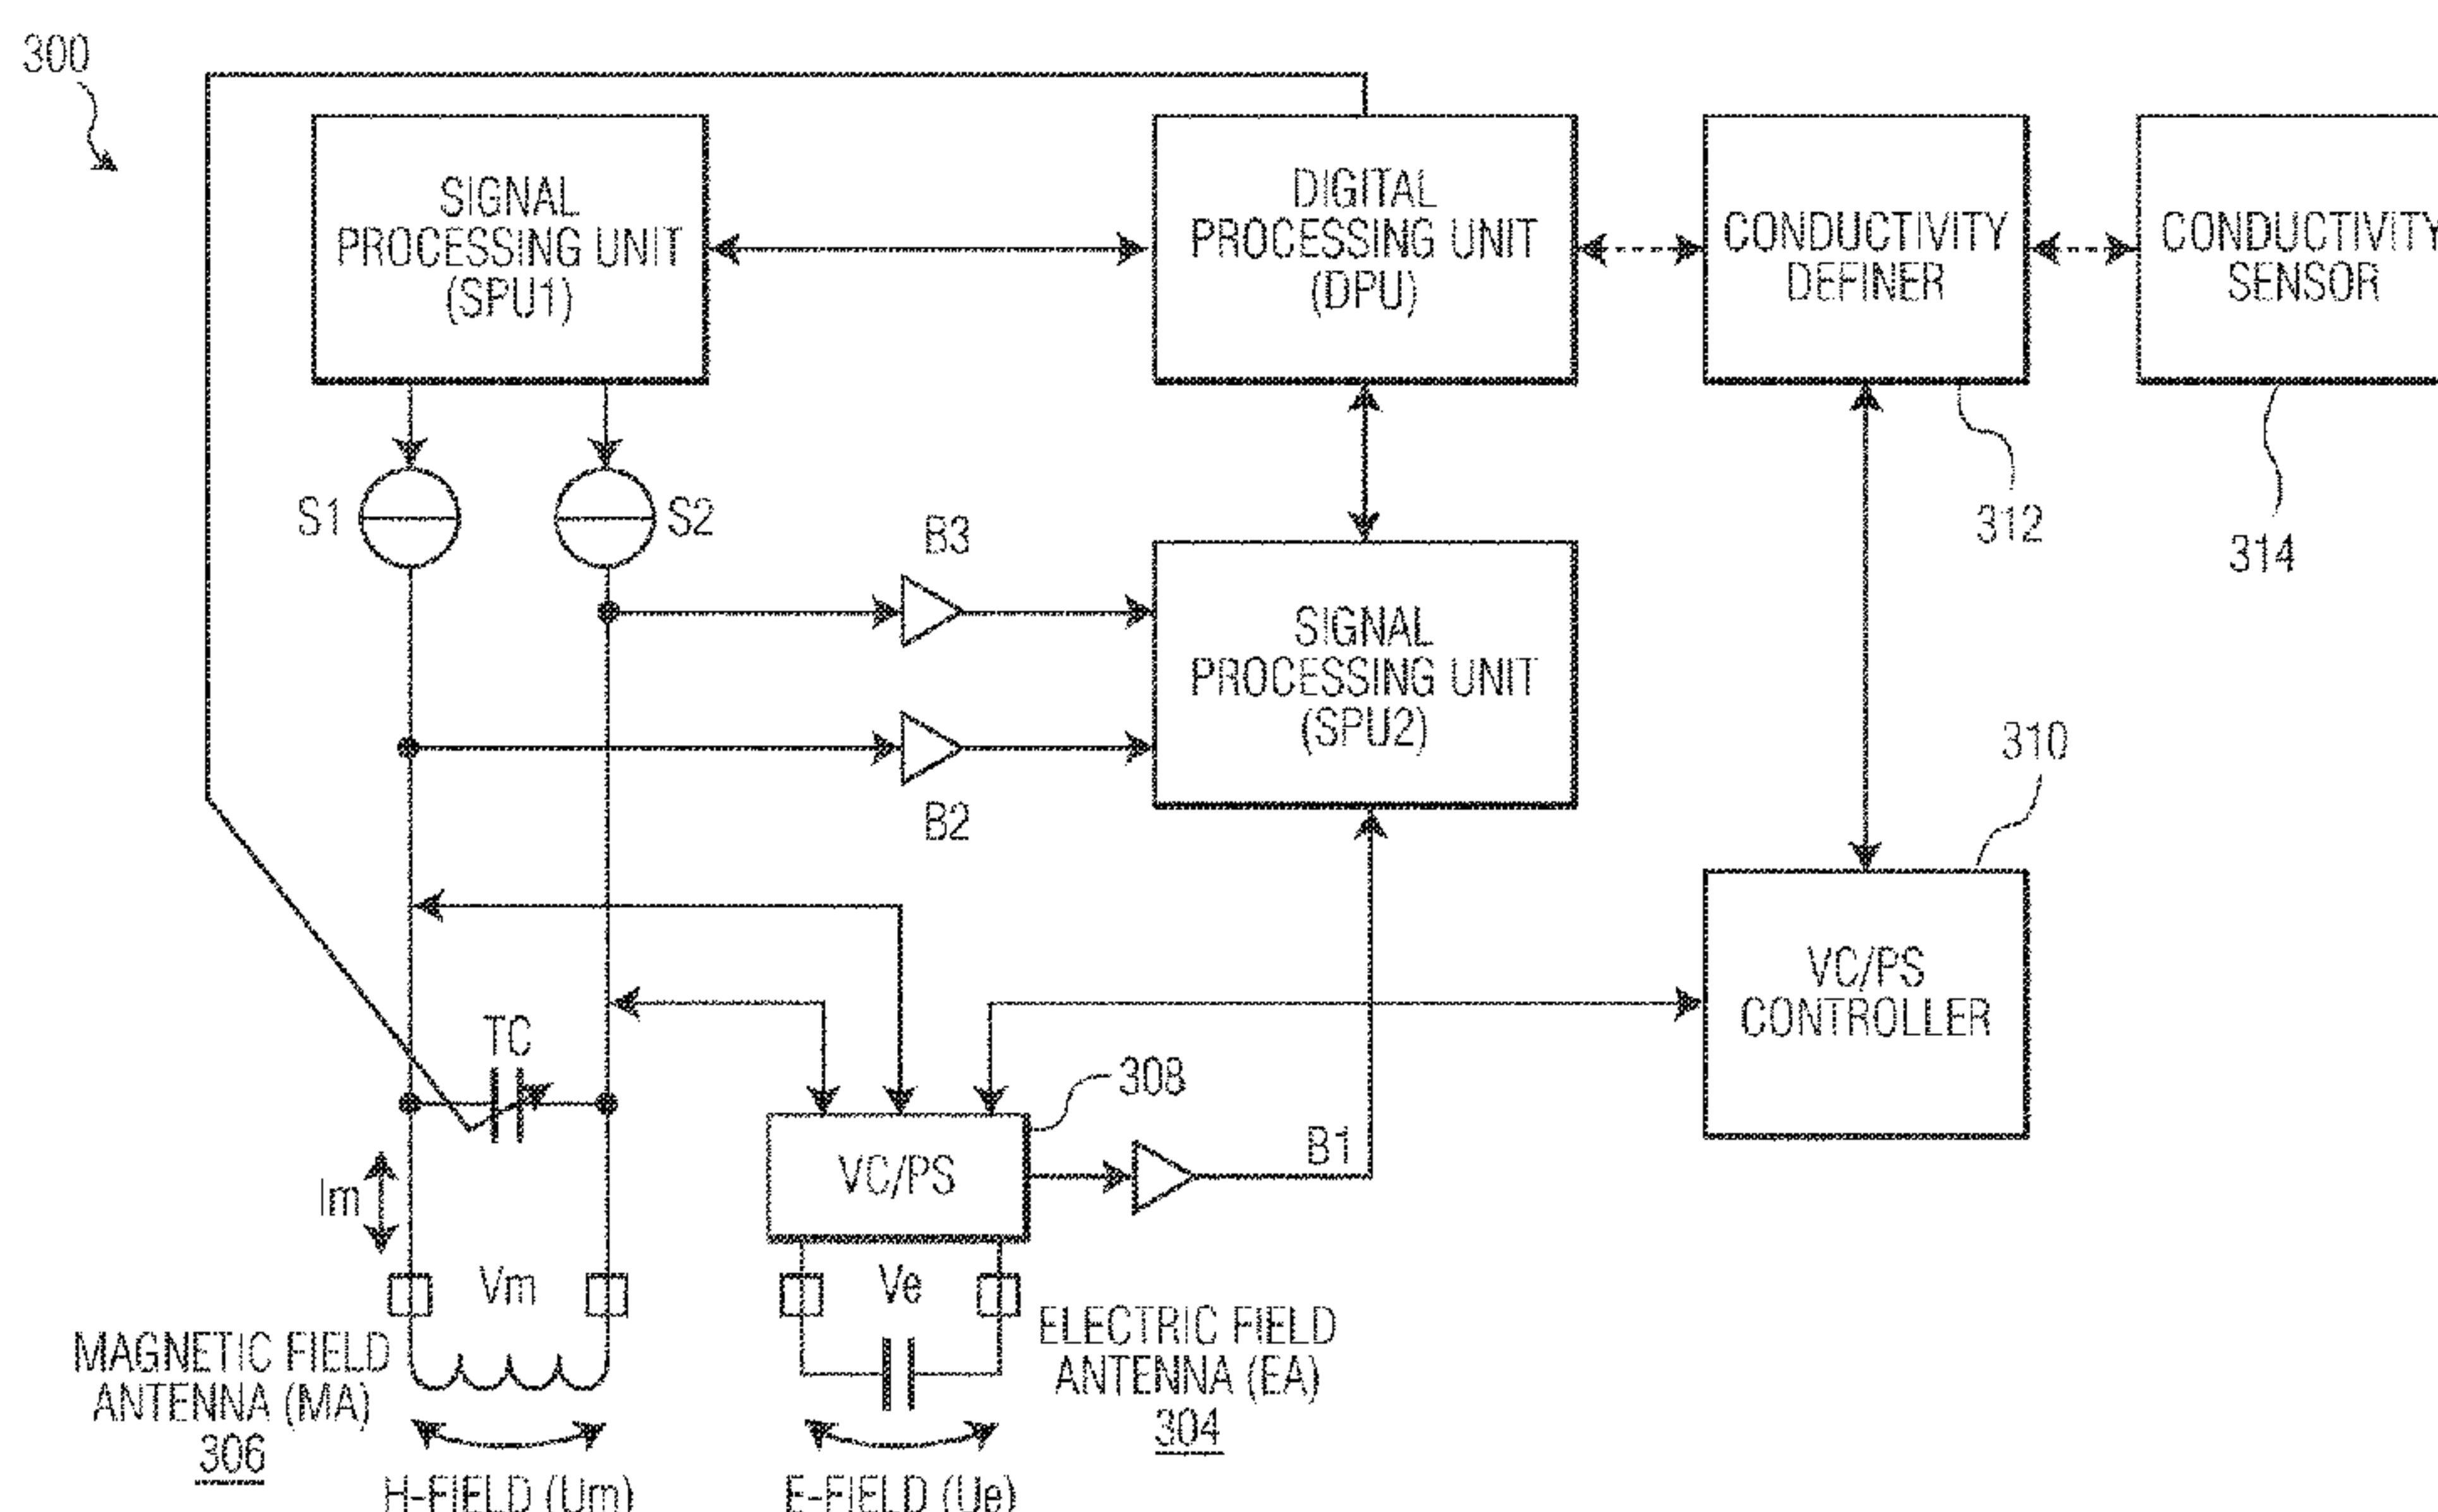 300
SIGNAL
PROCESSING UNIT
(SPU1)
DIGITAL
PROCESSING UNIT
(DPU)
CONDUCTIVITY
DEFINER
CONDUCTIVITY
SENSOR
S1
S2
312
314
B3
SIGNAL
PROCESSING UNIT
(SPU2)
B2
310
VC/PS
CONTROLLER
TC
308
VC/PS
B1
Im
Vm
Ve
MAGNETIC FIELD
ANTENNA (MA)
306
ELECTRIC FIELD
ANTENNA (EA)
304
H-FIELD (Um)
E-FIELD (Ue)